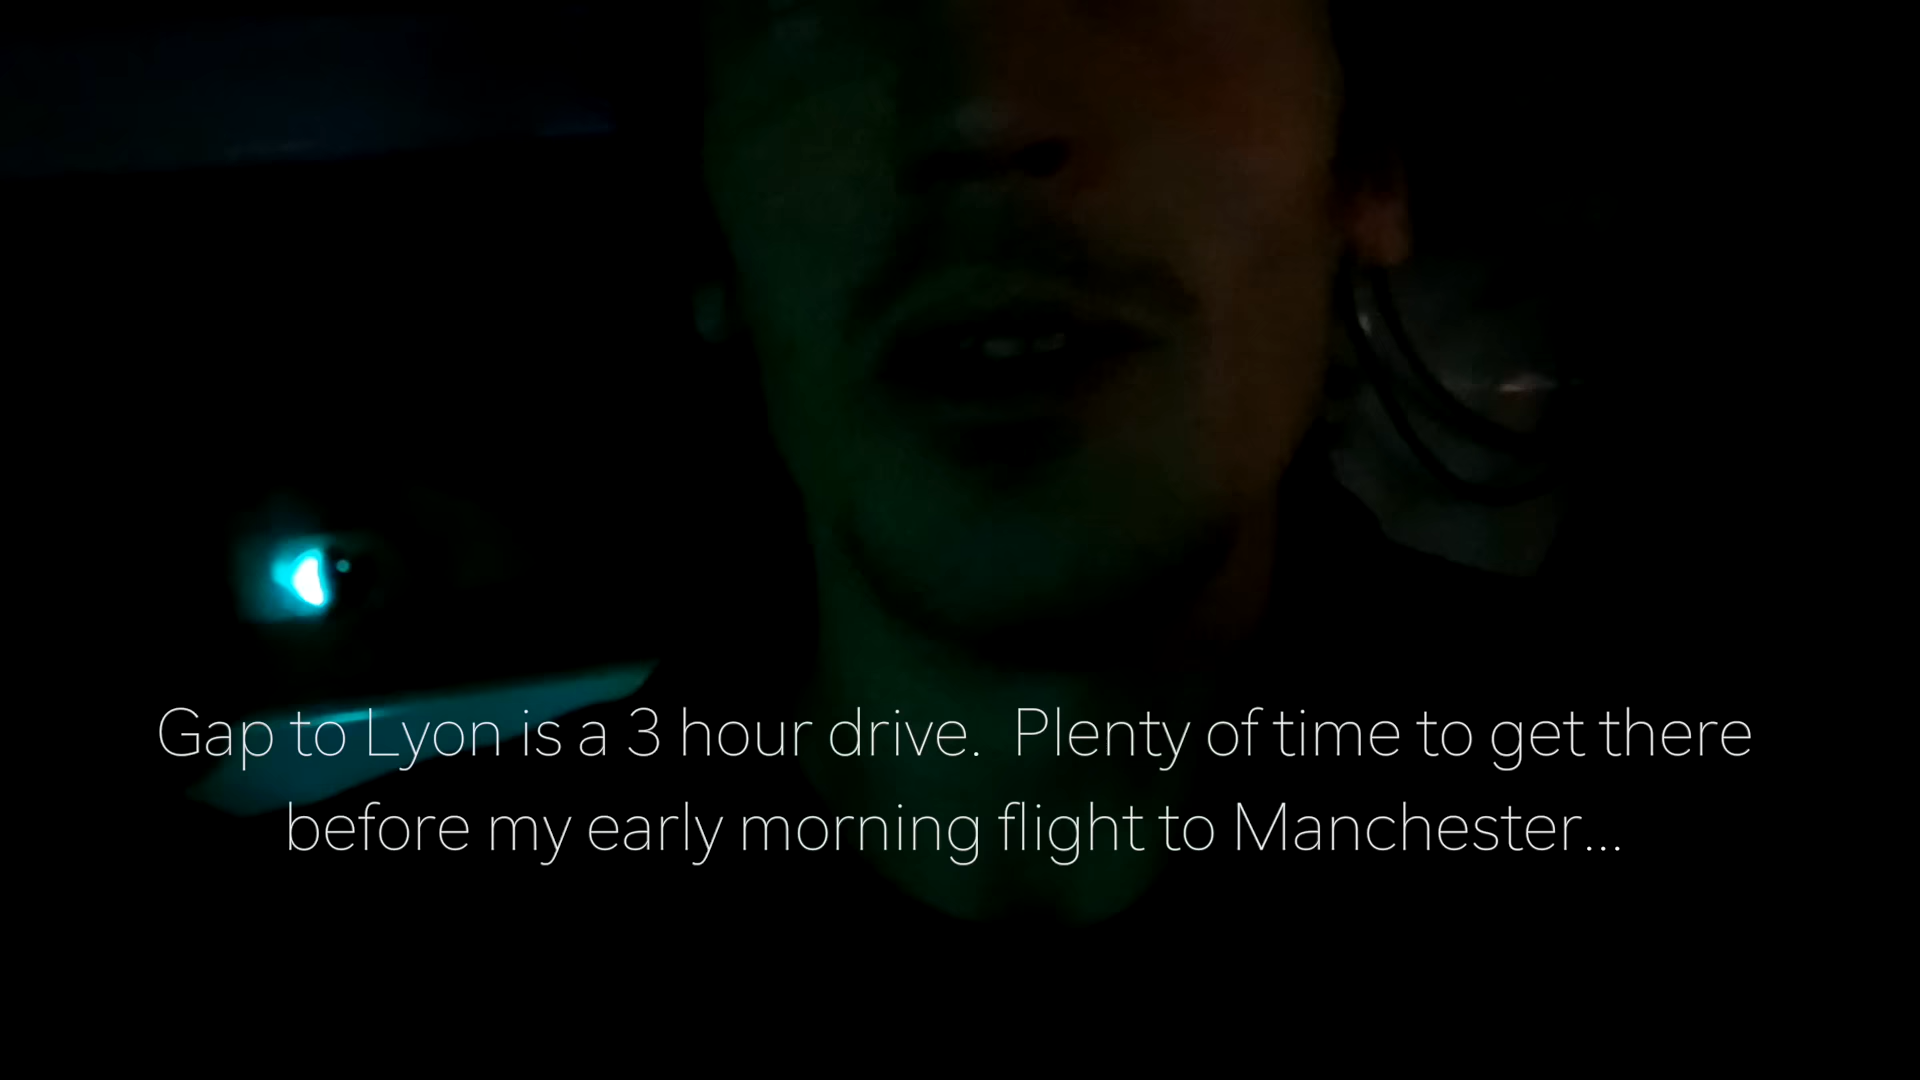 Gap to Lyon is a 3 hour drive.  Plenty of time to get there
before my early morning flight to Manchester...